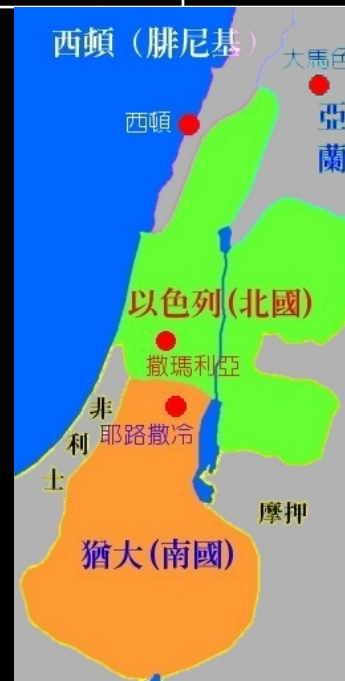 西頓（腓尼基）
大馬色
西頓
亞
蘭
以色列(北國)
撒瑪利亞
非
利
士
耶路撒冷
摩押
猶大(南國)